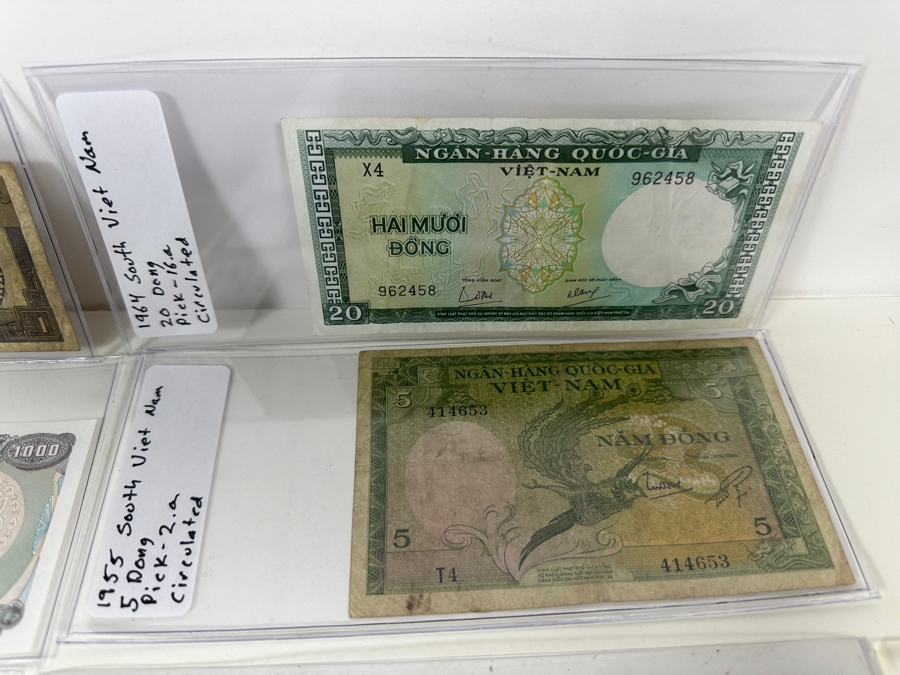 1964 South Viet Nam
20 Dong
Pick-16.a
Circulated
NGÂN-HÀNG QUỐC-GIA
VIỆT-NAM
X4
962458
HAI MƯƠI
ĐỒNG
962458
20
20
1000
1955 South Viet Nam
5 Dong
Pick-2.a
Circulated
NGÂN-HÀNG QUỐC-GIA
VIỆT-NAM
5
5
414653
NĂM ĐỒNG
5
5
T4
414653